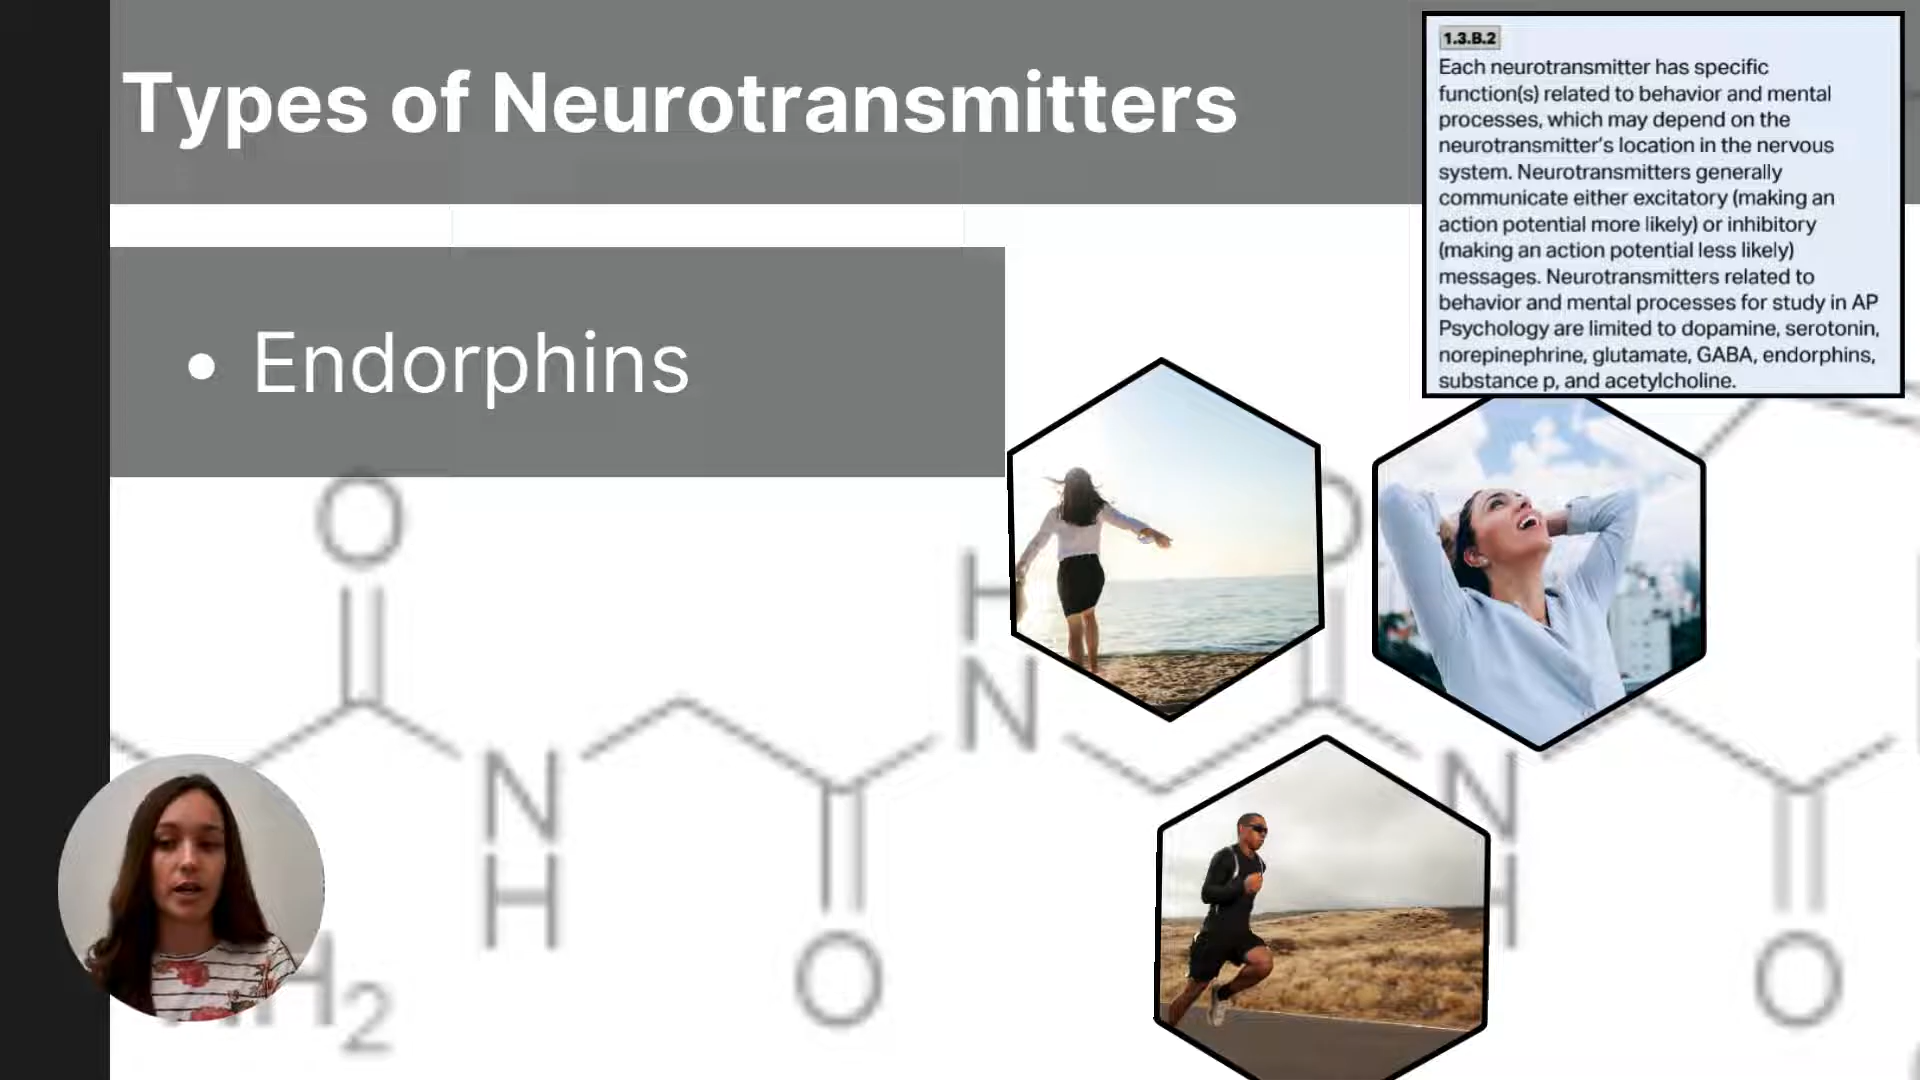 Types of Neurotransmitters
1.3.B.2
Each neurotransmitter has specific
function(s) related to behavior and mental
processes, which may depend on the
neurotransmitter's location in the nervous
system. Neurotransmitters generally
communicate either excitatory (making an
action potential more likely) or inhibitory
(making an action potential less likely)
messages. Neurotransmitters related to
behavior and mental processes for study in AP
Psychology are limited to dopamine, serotonin,
norepinephrine, glutamate, GABA, endorphins,
substance p, and acetylcholine.
• Endorphins
O
H
N
O
N
H
N
H
O
O
H2